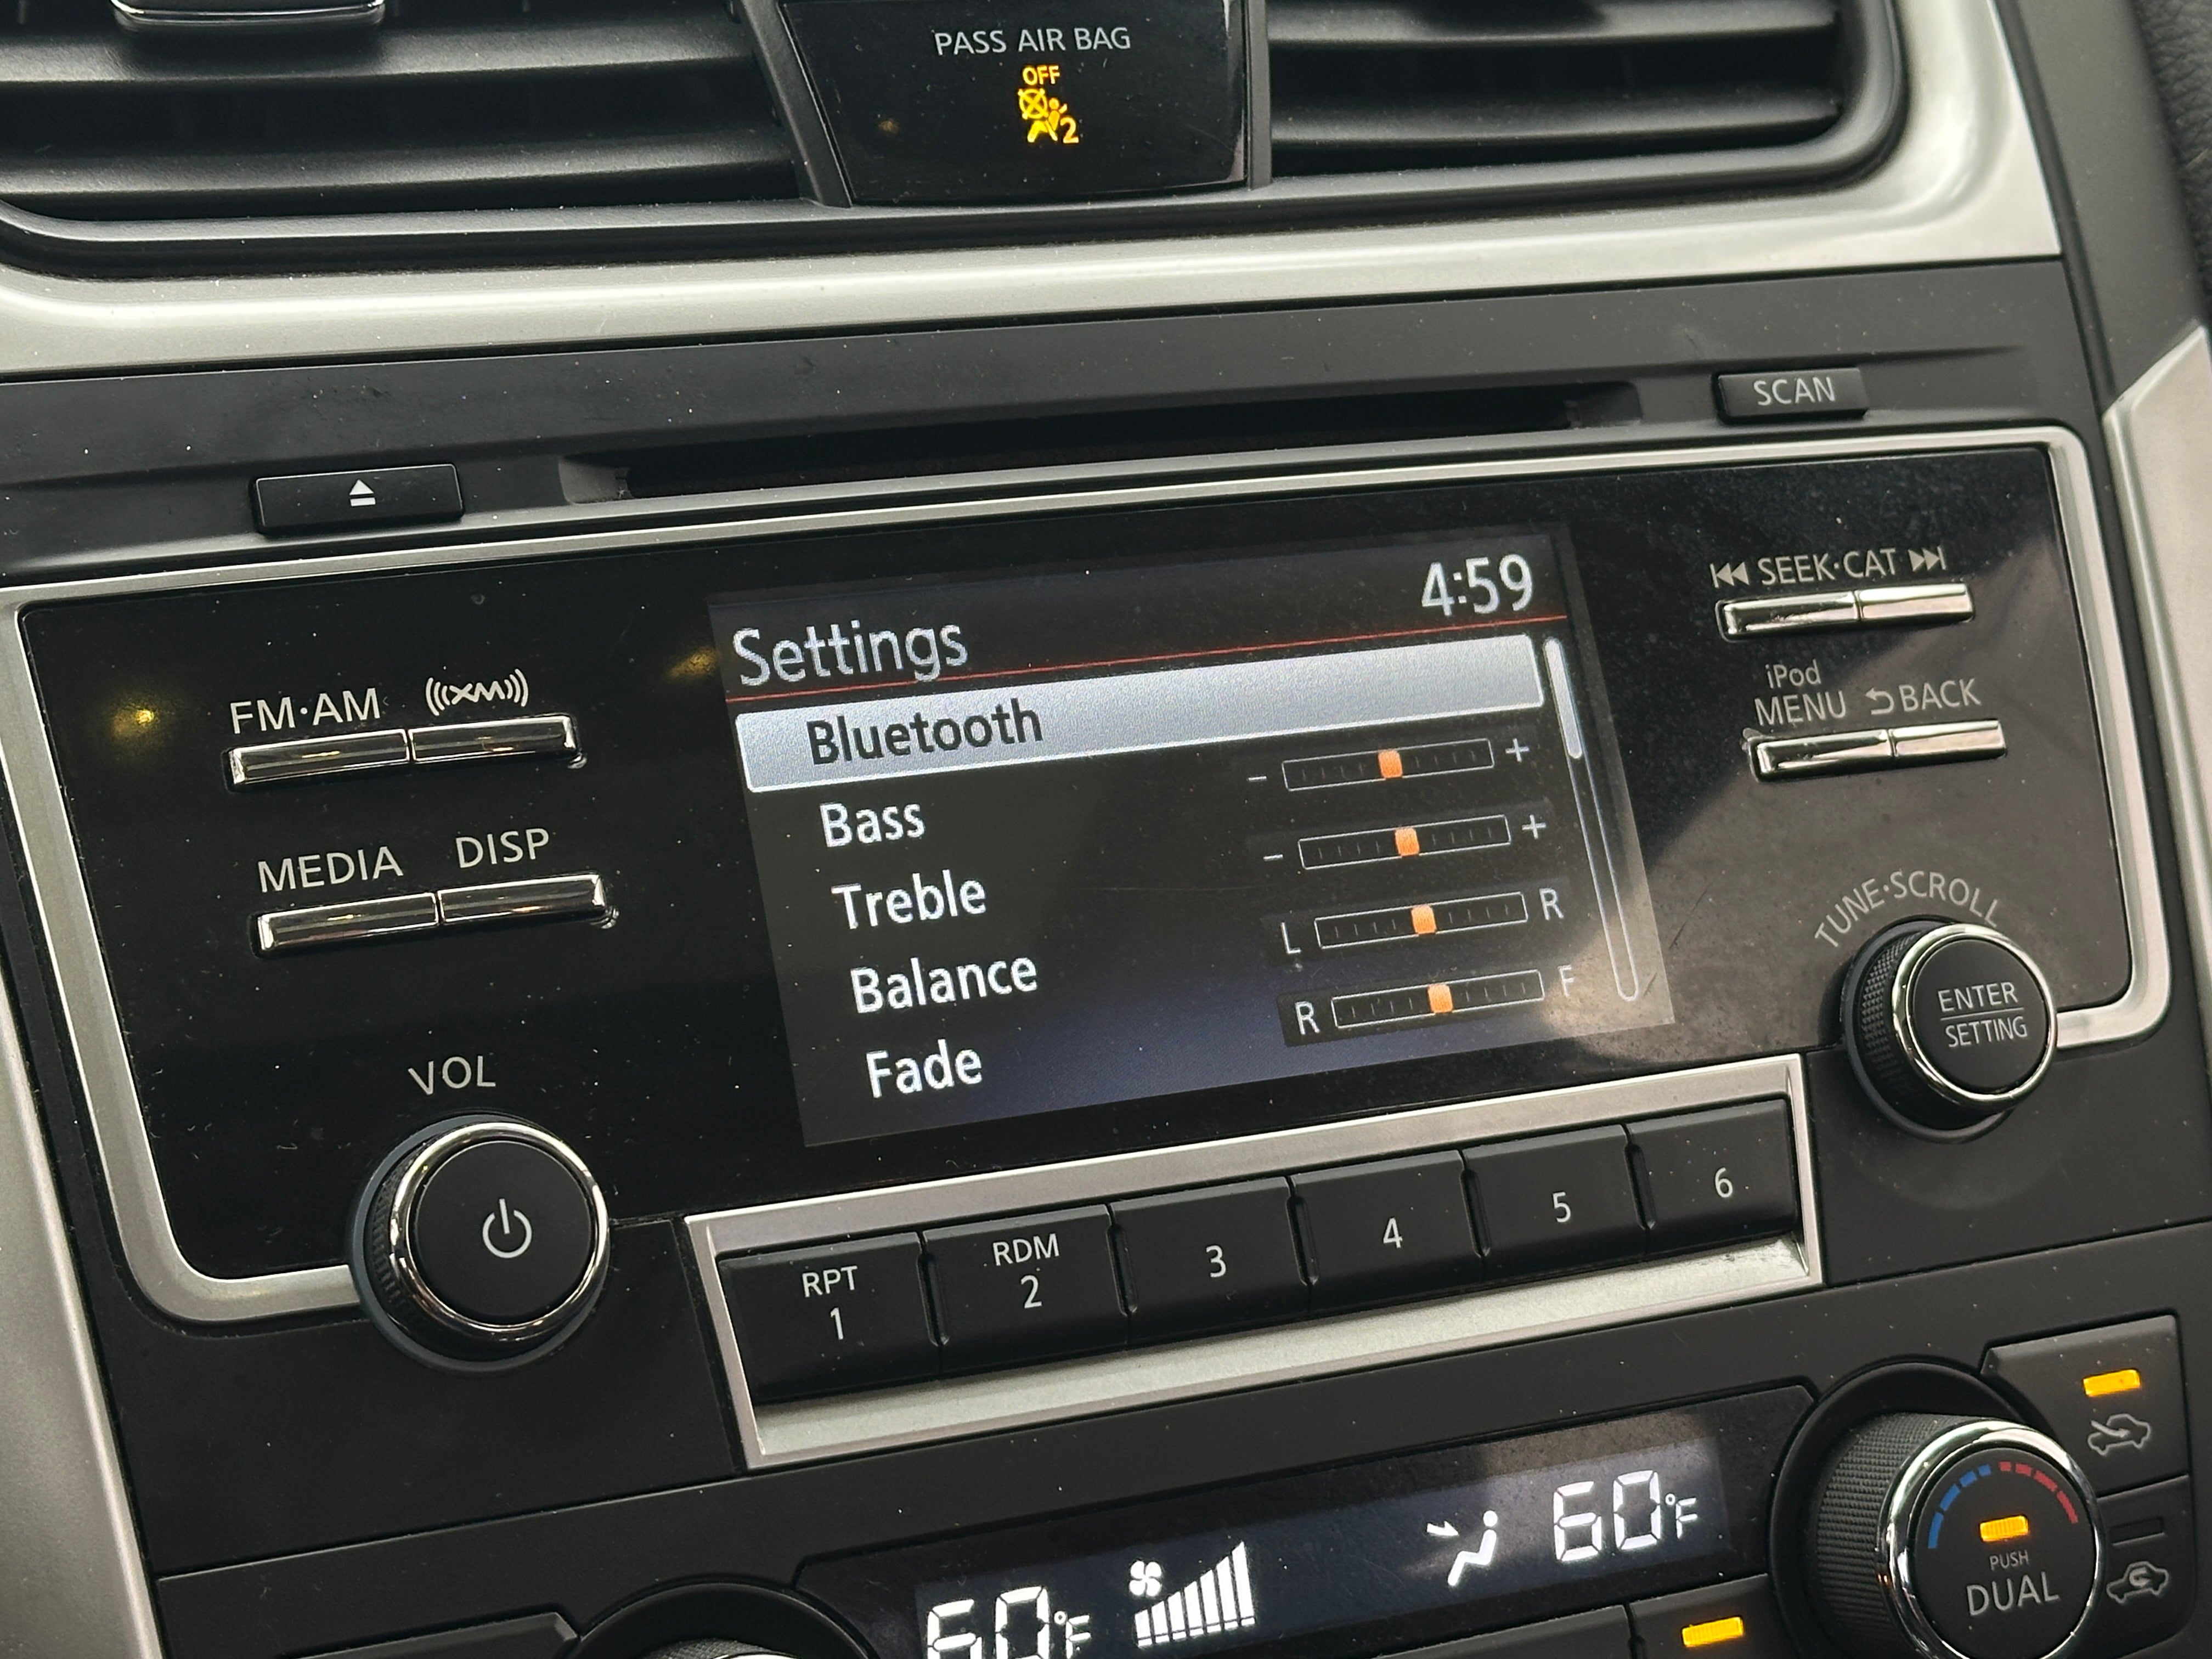 PASS AIR BAG
OFF
2
SCAN
4:59
Settings
SEEK·CAT
FM·AM
((XM))
iPod
MENU
BACK
Bluetooth
Bass
- +
MEDIA
DISP
Treble
- +
TUNE·SCROLL
Balance
L R
ENTER
SETTING
Fade
R F
VOL
RPT
1
RDM
2
3
4
5
6
60°F
60°F
PUSH
DUAL